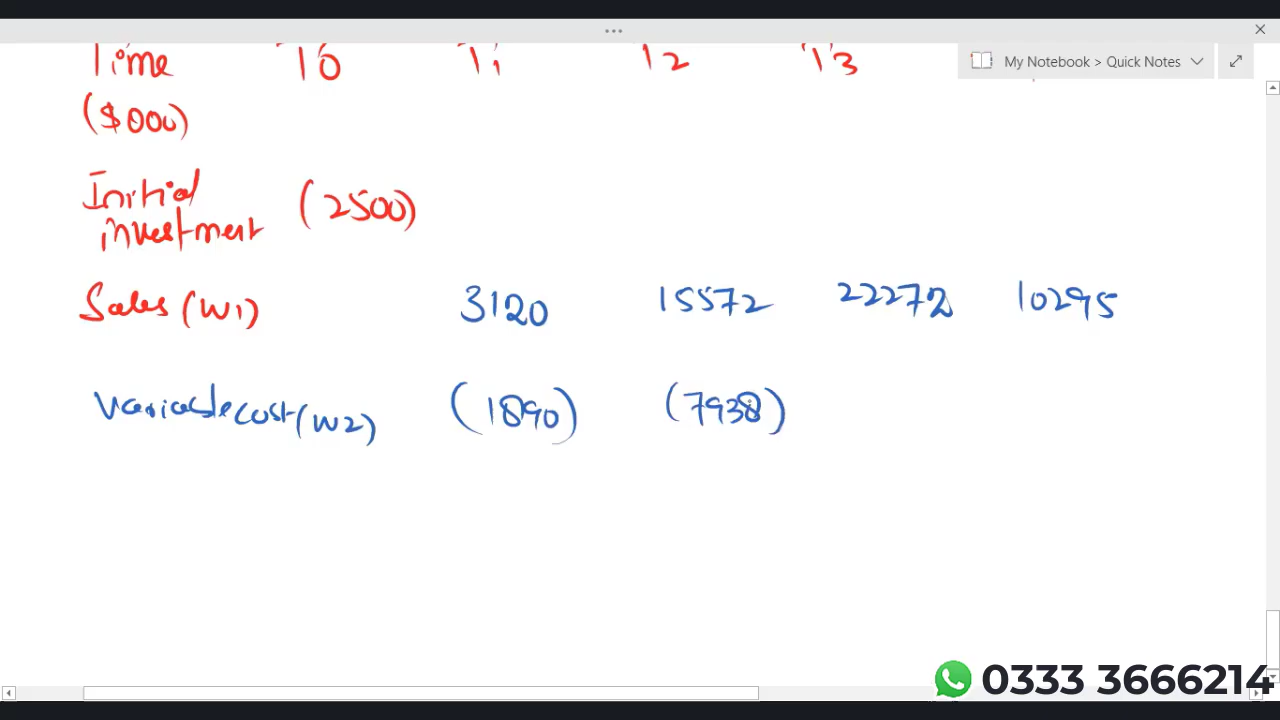 My Notebook > Quick Notes
Time T0 T1 T2 T3
($000)
Initial
investment (2500)
Sales (W1) 3120 15572 22272 10295
Variable cost (W2) (1890) (7938)
0333 3666214